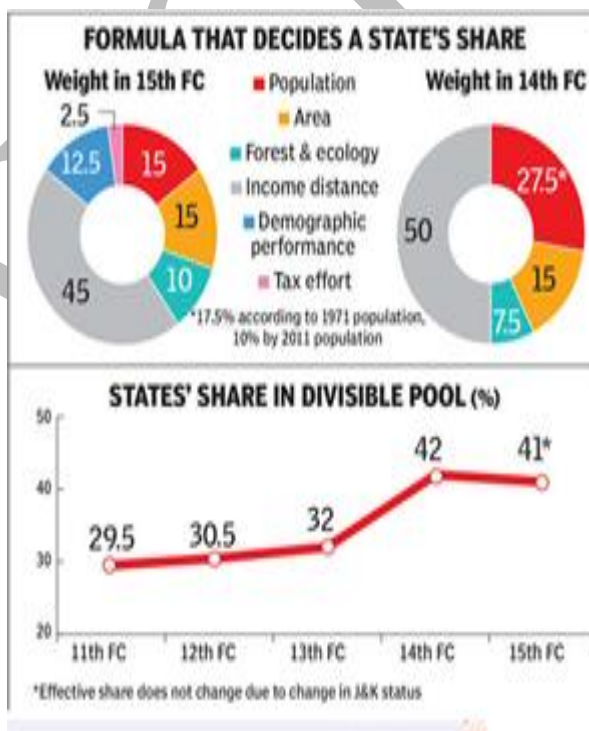 FORMULA THAT DECIDES A STATE'S SHARE
Weight in 15th FC
2.5
12.5
15
15
10
45
Population
Area
Forest & ecology
Income distance
Demographic
performance
Tax effort
Weight in 14th FC
27.5*
50
15
7.5
*17.5% according to 1971 population,
10% by 2011 population
STATES' SHARE IN DIVISIBLE POOL (%)
50
40
30
20
29.5
30.5
32
42
41*
11th FC
12th FC
13th FC
14th FC
15th FC
*Effective share does not change due to change in J&K status